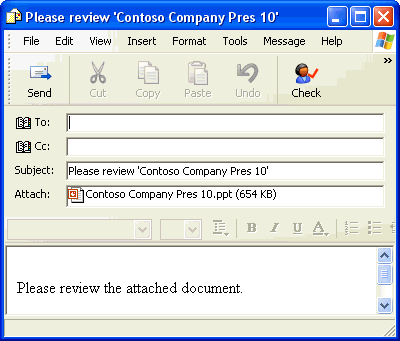 Please review 'Contoso Company Pres 10'
File Edit View Insert Format Tools Message Help
Send Cut Copy Paste Undo Check
To:
Cc:
Subject: Please review 'Contoso Company Pres 10'
Attach: Contoso Company Pres 10.ppt (654 KB)
B I U A
Please review the attached document.